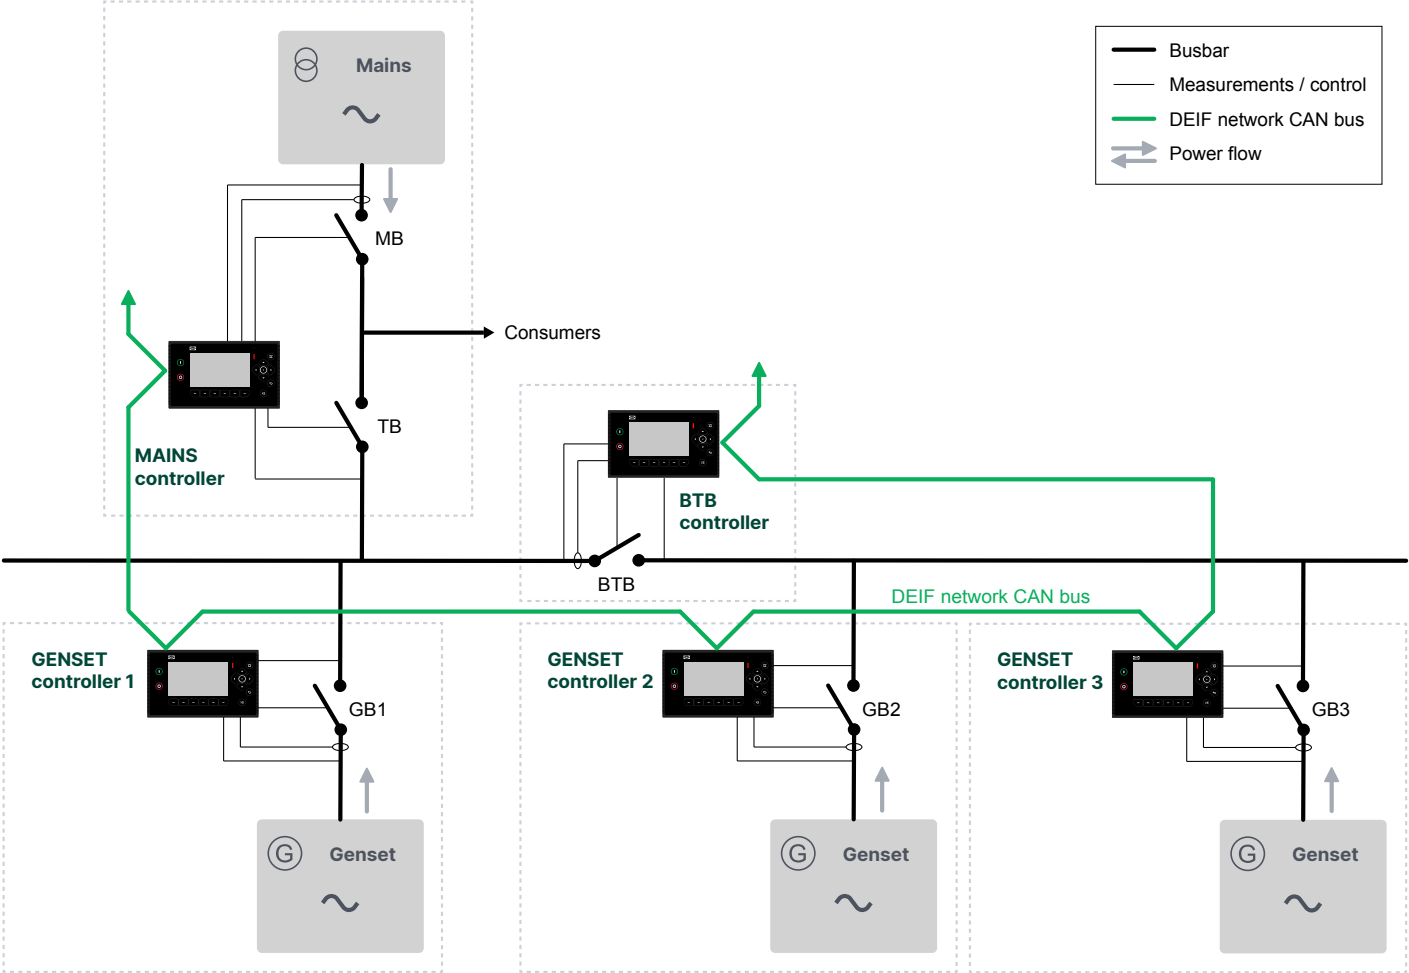 Mains
Busbar
Measurements / control
DEIF network CAN bus
Power flow
MB
Consumers
TB
MAINS
controller
BTB
controller
BTB
DEIF network CAN bus
GENSET
controller 1
GB1
G
Genset
GENSET
controller 2
GB2
G
Genset
GENSET
controller 3
GB3
G
Genset